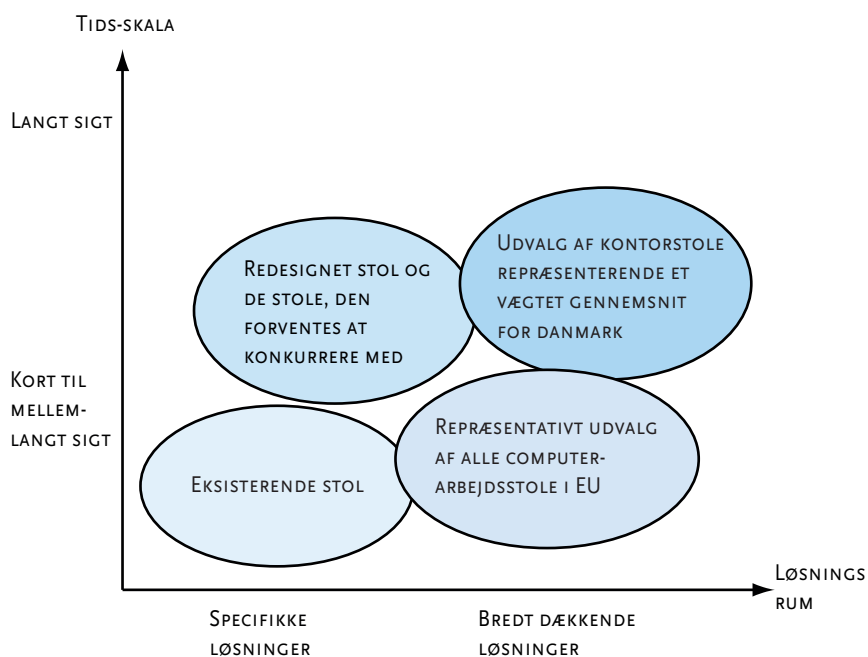 Tids-skala
Langt sigt
Redesignet stol og
de stole, den
forventes at
konkurrere med
Udvalg af kontorstole
repræsenterende et
vægtet gennemsnit
for danmark
Kort til
mellem-
langt sigt
Eksisterende stol
Repræsentativt udvalg
af alle computer-
arbejdsstole i EU
Løsnings
rum
Specifikke
løsninger
Bredt dækkende
løsninger